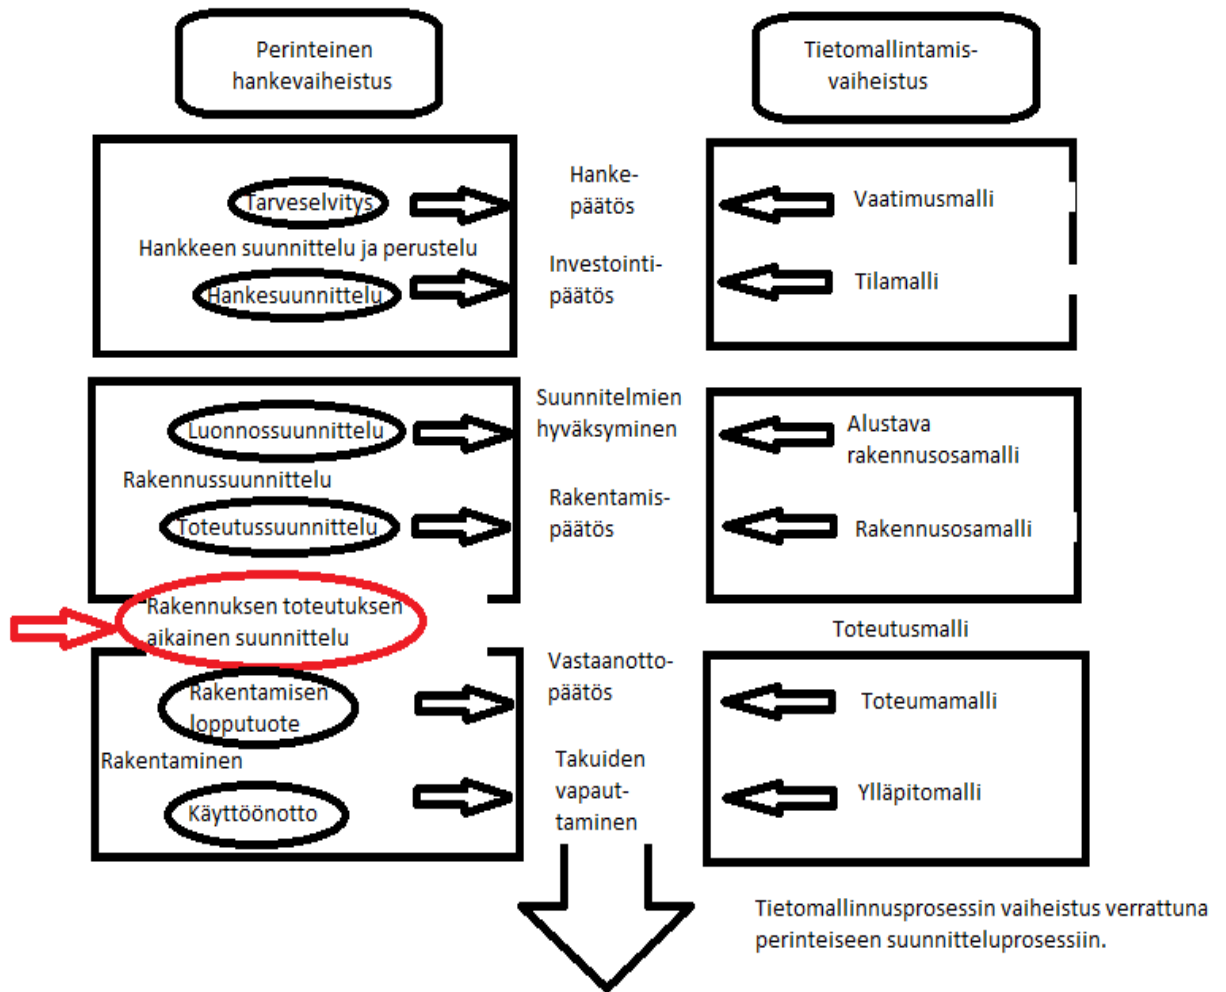 Perinteinen
hankevaiheistus
Tietomallintamis-
vaiheistus
Tarveselvitys
Hanke-
päätös
Vaatimusmalli
Hankkeen suunnittelu ja perustelu
Hankesuunnittelu
Investointi-
päätös
Tilamalli
Luonnossuunnittelu
Suunnitelmien
hyväksyminen
Alustava
rakennusosamalli
Rakennussuunnittelu
Toteutussuunnittelu
Rakentamis-
päätös
Rakennusosamalli
Rakennuksen toteutuksen
aikainen suunnittelu
Toteutusmalli
Rakentamisen
lopputuote
Vastaanotto-
päätös
Toteumamalli
Rakentaminen
Käyttöönotto
Takuiden
vapaut-
taminen
Ylläpitomalli
Tietomallinnusprosessin vaiheistus verrattuna
perinteiseen suunnitteluprosessiin.